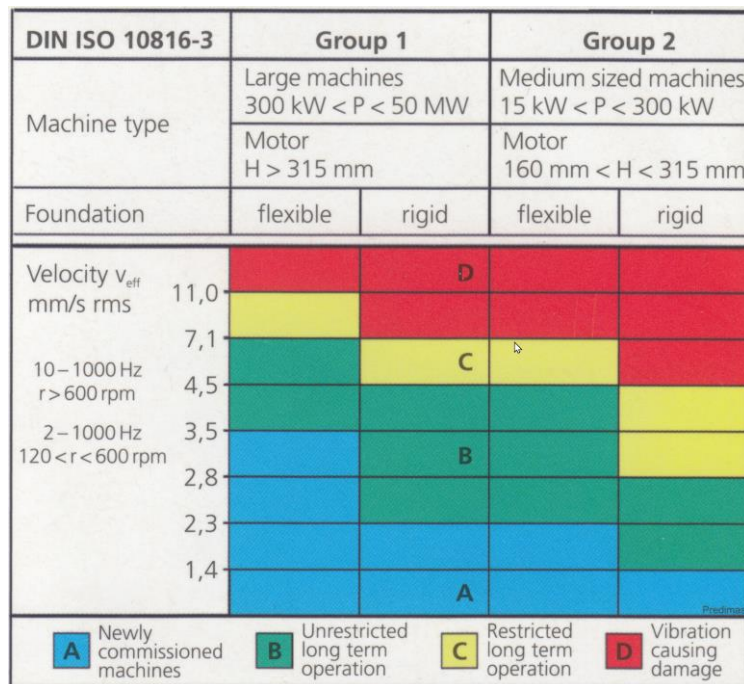 DIN ISO 10816-3
Group 1
Group 2
Machine type
Large machines
300 kW < P < 50 MW
Medium sized machines
15 kW < P < 300 kW
Motor
H > 315 mm
Motor
160 mm < H < 315 mm
Foundation
flexible
rigid
flexible
rigid
Velocity v eff
mm/s rms
10 – 1000 Hz
r > 600 rpm
2 – 1000 Hz
120 < r < 600 rpm
11,0
7,1
4,5
3,5
2,8
2,3
1,4
D
C
B
A
Predimas
A Newly
commissioned
machines
B Unrestricted
long term
operation
C Restricted
long term
operation
D Vibration
causing
damage